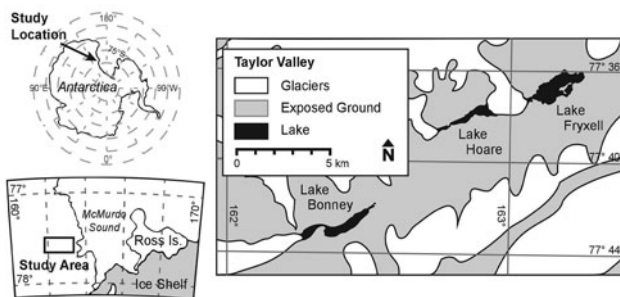 Study
Location
180°
75°S
Antarctica
90°E
90°W
0°
77°
160°
170°
McMurdo
Sound
Ross Is.
Study Area
78°
Ice Shelf
Taylor Valley
Glaciers
Exposed Ground
Lake
0
5 km
N
77° 36'
Lake
Fryxell
Lake
Hoare
77° 40'
Lake
Bonney
162°
163°
77° 44'